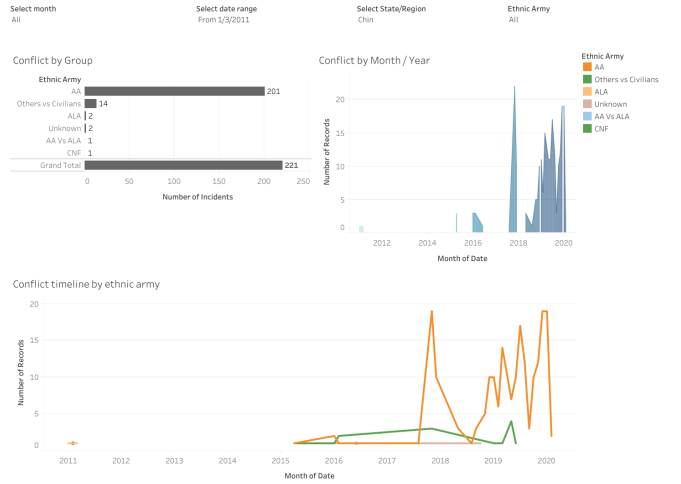 Select month
All
Select date range
From 1/3/2011
Select State/Region
Chin
Ethnic Army
All
Conflict by Group
Ethnic Army
AA 201
Others vs Civilians 14
ALA 2
Unknown 2
AA Vs ALA 1
CNF 1
Grand Total 221
0 50 100 150 200 250
Number of Incidents
Conflict by Month / Year
Number of Records
20
15
10
5
0
2012 2014 2016 2018 2020
Month of Date
Ethnic Army
AA
Others vs Civilians
ALA
Unknown
AA Vs ALA
CNF
Conflict timeline by ethnic army
Number of Records
20
15
10
5
0
2011 2012 2013 2014 2015 2016 2017 2018 2019 2020
Month of Date